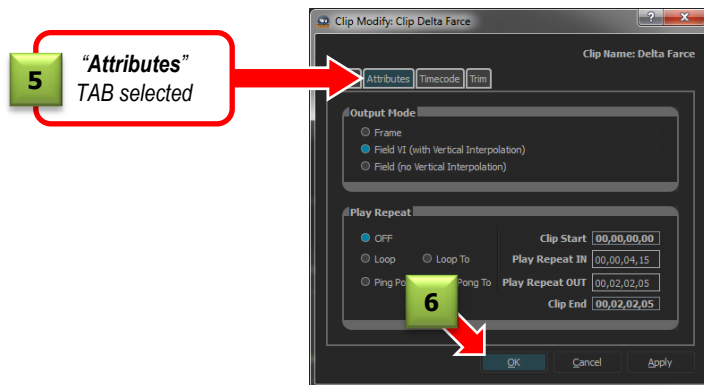 Clip Modify: Clip Delta Farce
Clip Name: Delta Farce
5
“Attributes”
TAB selected
Attributes Timecode Trim
Output Mode
Frame
Field VI (with Vertical Interpolation)
Field (no Vertical Interpolation)
Play Repeat
OFF
Clip Start 00,00,00,00
Loop Loop To
Play Repeat IN 00,00,04,15
Ping Pong To
Play Repeat OUT 00,02,02,05
6
Clip End 00,02,02,05
OK Cancel Apply